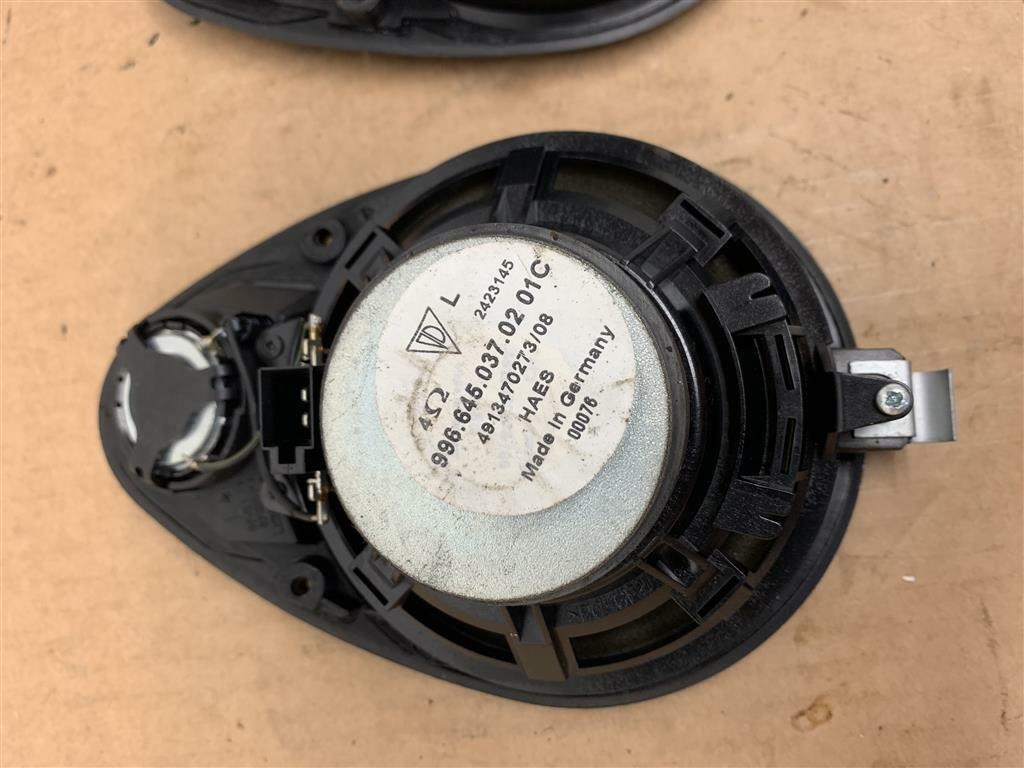 L
2423145
4Ω
996.645.037.02 01C
4913470273/08
HAES
Made In Germany
00076